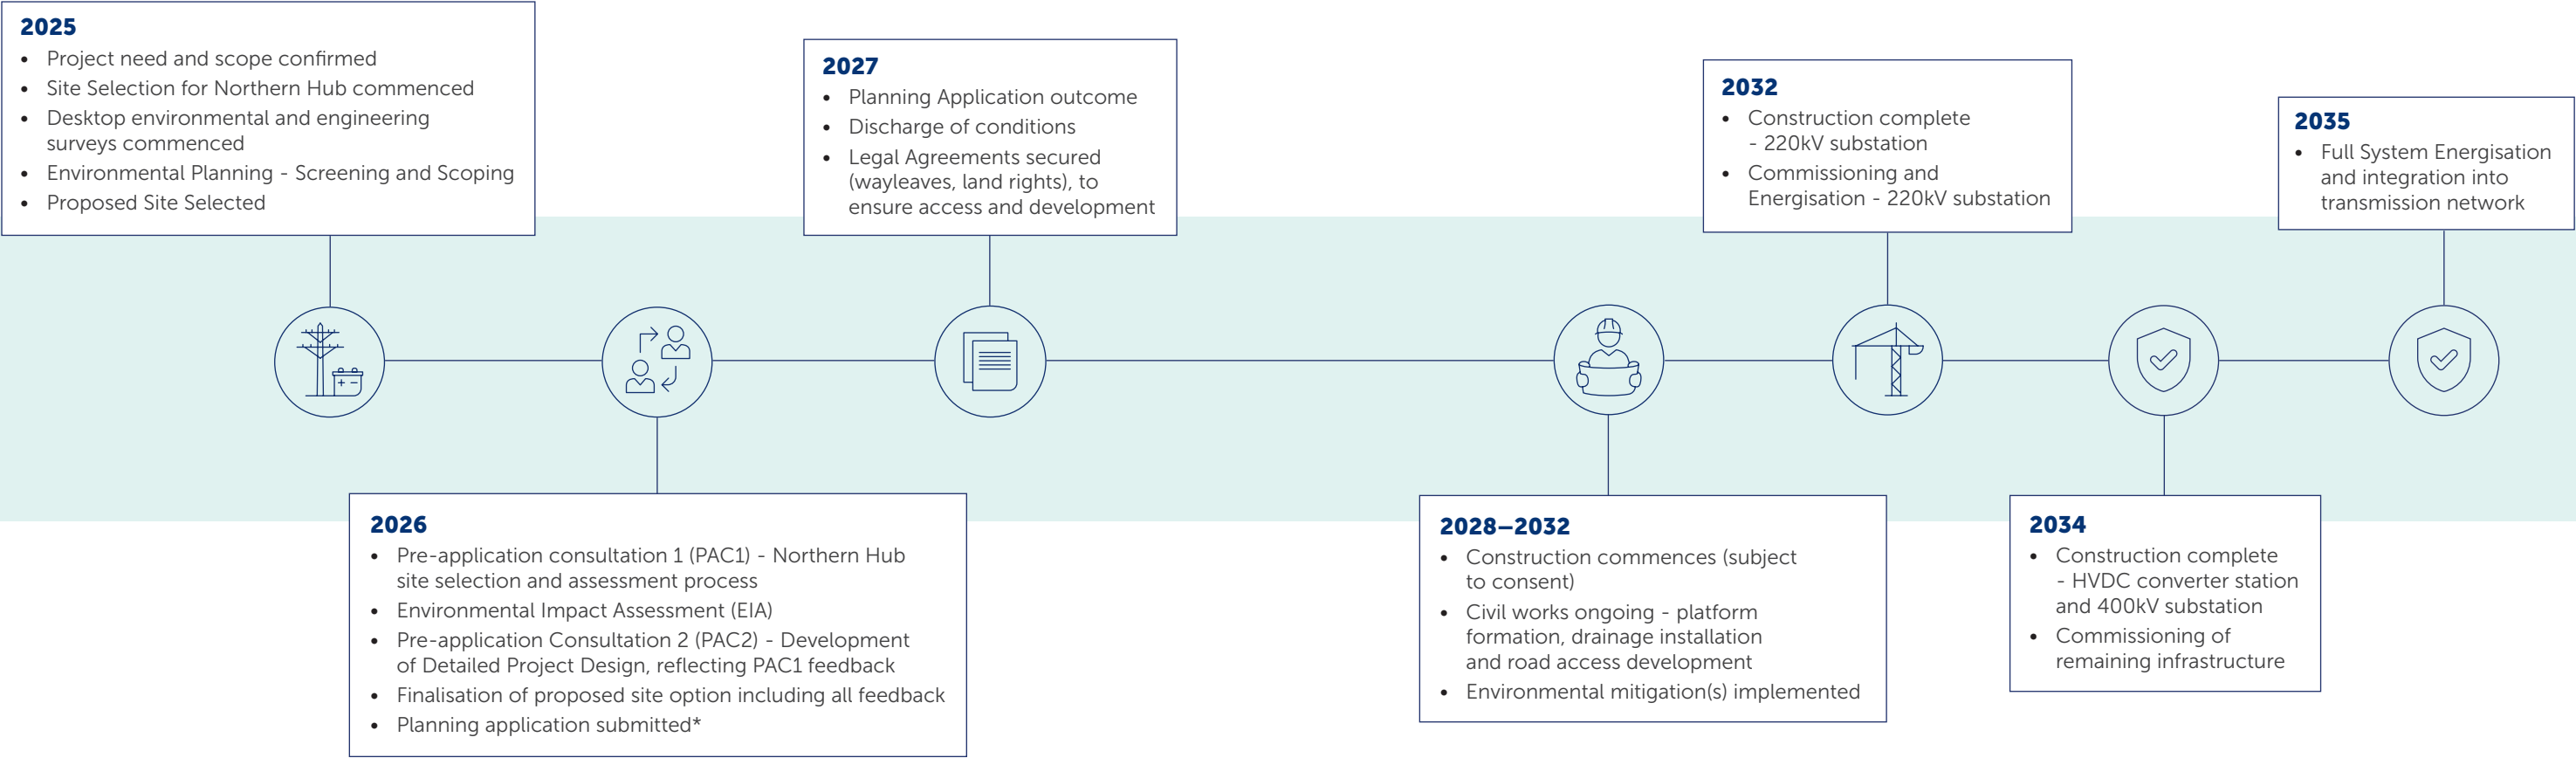 2025
• Project need and scope confirmed
• Site Selection for Northern Hub commenced
• Desktop environmental and engineering
surveys commenced
• Environmental Planning - Screening and Scoping
• Proposed Site Selected
2026
• Pre-application consultation 1 (PAC1) - Northern Hub
site selection and assessment process
• Environmental Impact Assessment (EIA)
• Pre-application Consultation 2 (PAC2) - Development
of Detailed Project Design, reflecting PAC1 feedback
• Finalisation of proposed site option including all feedback
• Planning application submitted*
2027
• Planning Application outcome
• Discharge of conditions
• Legal Agreements secured
(wayleaves, land rights), to
ensure access and development
2028–2032
• Construction commences (subject
to consent)
• Civil works ongoing - platform
formation, drainage installation
and road access development
• Environmental mitigation(s) implemented
2032
• Construction complete
- 220kV substation
• Commissioning and
Energisation - 220kV substation
2034
• Construction complete
- HVDC converter station
and 400kV substation
• Commissioning of
remaining infrastructure
2035
• Full System Energisation
and integration into
transmission network